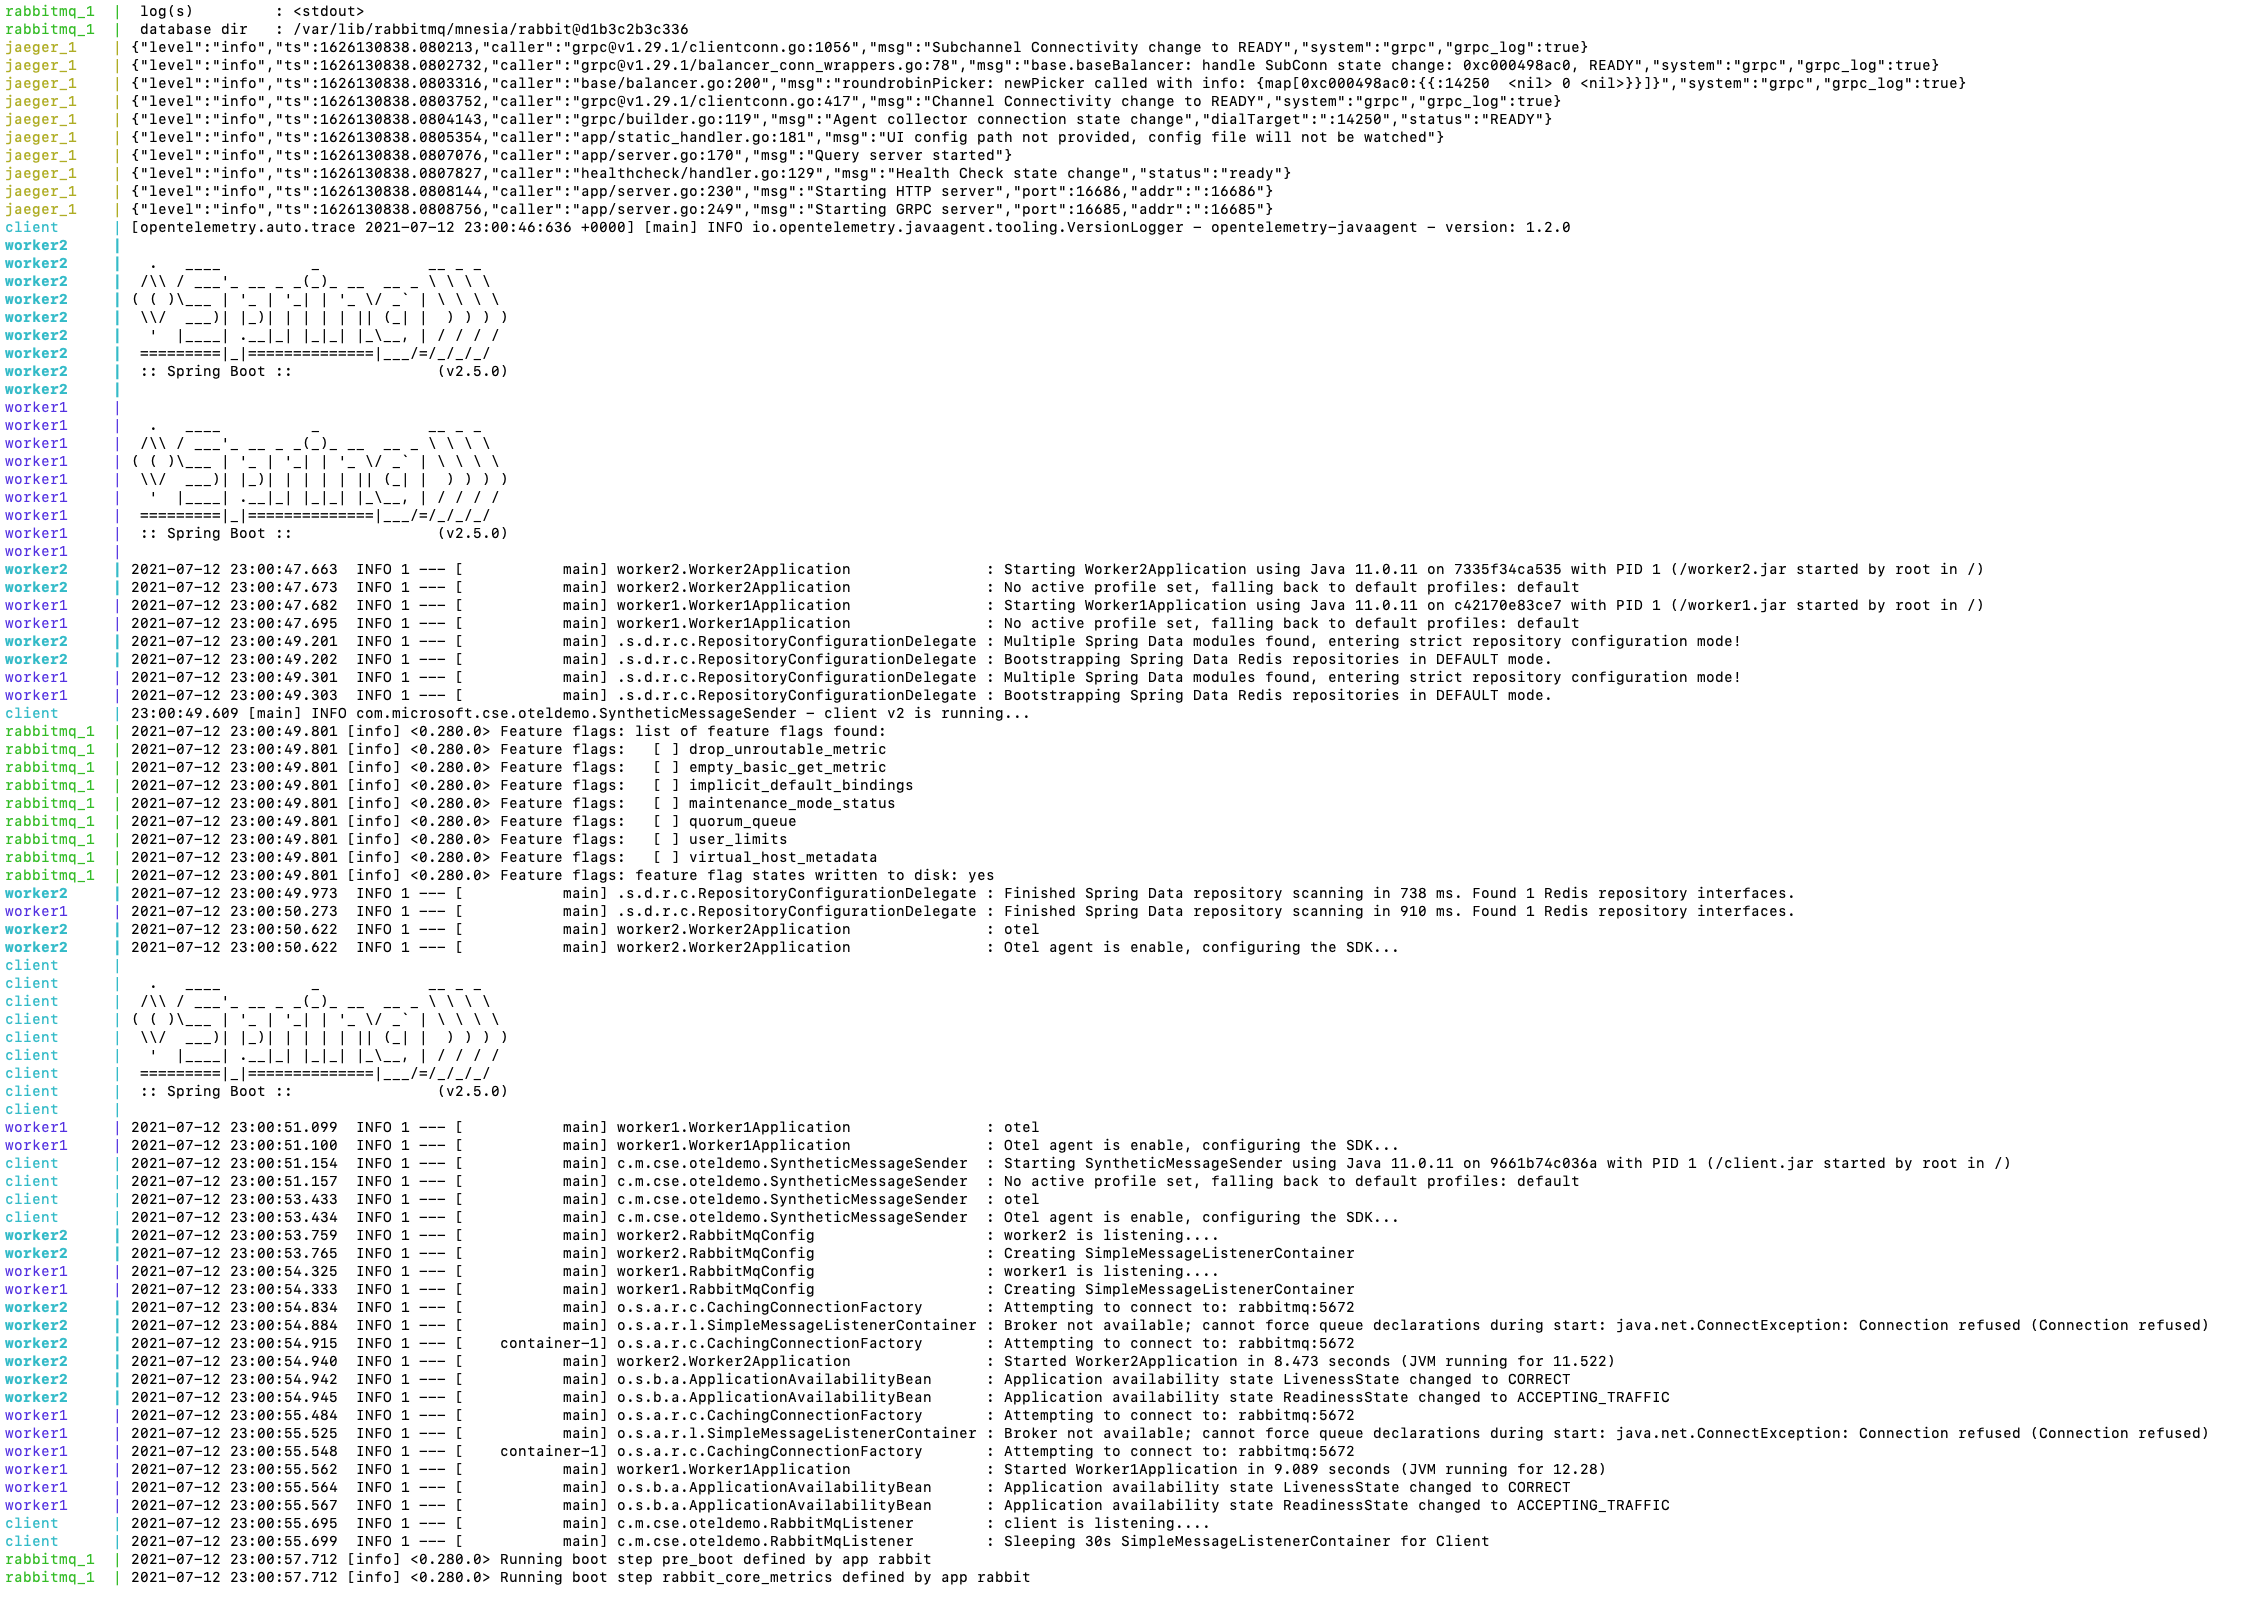 rabbitmq_1  |  log(s)         : <stdout>
rabbitmq_1  |  database dir   : /var/lib/rabbitmq/mnesia/rabbit@d1b3c2b3c336
jaeger_1    | {"level":"info","ts":1626130838.080213,"caller":"grpc@v1.29.1/clientconn.go:1056","msg":"Subchannel Connectivity change to READY","system":"grpc","grpc_log":true}
jaeger_1    | {"level":"info","ts":1626130838.0802732,"caller":"grpc@v1.29.1/balancer_conn_wrappers.go:78","msg":"base.baseBalancer: handle SubConn state change: 0xc000498ac0, READY","system":"grpc","grpc_log":true}
jaeger_1    | {"level":"info","ts":1626130838.0803316,"caller":"base/balancer.go:200","msg":"roundrobinPicker: newPicker called with info: {map[0xc000498ac0:{{:14250  <nil> 0 <nil>}}]}","system":"grpc","grpc_log":true}
jaeger_1    | {"level":"info","ts":1626130838.0803752,"caller":"grpc@v1.29.1/clientconn.go:417","msg":"Channel Connectivity change to READY","system":"grpc","grpc_log":true}
jaeger_1    | {"level":"info","ts":1626130838.0804143,"caller":"grpc/builder.go:119","msg":"Agent collector connection state change","dialTarget":":14250","status":"READY"}
jaeger_1    | {"level":"info","ts":1626130838.0805354,"caller":"app/static_handler.go:181","msg":"UI config path not provided, config file will not be watched"}
jaeger_1    | {"level":"info","ts":1626130838.0807076,"caller":"app/server.go:170","msg":"Query server started"}
jaeger_1    | {"level":"info","ts":1626130838.0807827,"caller":"healthcheck/handler.go:129","msg":"Health Check state change","status":"ready"}
jaeger_1    | {"level":"info","ts":1626130838.0808144,"caller":"app/server.go:230","msg":"Starting HTTP server","port":16686,"addr":":16686"}
jaeger_1    | {"level":"info","ts":1626130838.0808756,"caller":"app/server.go:249","msg":"Starting GRPC server","port":16685,"addr":":16685"}
client      | [opentelemetry.auto.trace 2021-07-12 23:00:46:636 +0000] [main] INFO io.opentelemetry.javaagent.tooling.VersionLogger - opentelemetry-javaagent - version: 1.2.0
worker2     |
worker2     |   .   ____          _            __ _ _
worker2     |  /\\ / ___'_ __ _ _(_)_ __  __ _ \ \ \ \
worker2     | ( ( )\___ | '_ | '_| | '_ \/ _` | \ \ \ \
worker2     |  \\/  ___)| |_)| | | | | || (_| |  ) ) ) )
worker2     |   '  |____| .__|_| |_|_| |_\__, | / / / /
worker2     |  =========|_|==============|___/=/_/_/_/
worker2     |  :: Spring Boot ::                (v2.5.0)
worker2     |
worker1     |
worker1     |   .   ____          _            __ _ _
worker1     |  /\\ / ___'_ __ _ _(_)_ __  __ _ \ \ \ \
worker1     | ( ( )\___ | '_ | '_| | '_ \/ _` | \ \ \ \
worker1     |  \\/  ___)| |_)| | | | | || (_| |  ) ) ) )
worker1     |   '  |____| .__|_| |_|_| |_\__, | / / / /
worker1     |  =========|_|==============|___/=/_/_/_/
worker1     |  :: Spring Boot ::                (v2.5.0)
worker1     |
worker2     | 2021-07-12 23:00:47.663  INFO 1 --- [           main] worker2.Worker2Application               : Starting Worker2Application using Java 11.0.11 on 7335f34ca535 with PID 1 (/worker2.jar started by root in /)
worker2     | 2021-07-12 23:00:47.673  INFO 1 --- [           main] worker2.Worker2Application               : No active profile set, falling back to default profiles: default
worker1     | 2021-07-12 23:00:47.682  INFO 1 --- [           main] worker1.Worker1Application               : Starting Worker1Application using Java 11.0.11 on c42170e83ce7 with PID 1 (/worker1.jar started by root in /)
worker1     | 2021-07-12 23:00:47.695  INFO 1 --- [           main] worker1.Worker1Application               : No active profile set, falling back to default profiles: default
worker2     | 2021-07-12 23:00:49.201  INFO 1 --- [           main] .s.d.r.c.RepositoryConfigurationDelegate : Multiple Spring Data modules found, entering strict repository configuration mode!
worker2     | 2021-07-12 23:00:49.202  INFO 1 --- [           main] .s.d.r.c.RepositoryConfigurationDelegate : Bootstrapping Spring Data Redis repositories in DEFAULT mode.
worker1     | 2021-07-12 23:00:49.301  INFO 1 --- [           main] .s.d.r.c.RepositoryConfigurationDelegate : Multiple Spring Data modules found, entering strict repository configuration mode!
worker1     | 2021-07-12 23:00:49.303  INFO 1 --- [           main] .s.d.r.c.RepositoryConfigurationDelegate : Bootstrapping Spring Data Redis repositories in DEFAULT mode.
client      | 23:00:49.609 [main] INFO com.microsoft.cse.oteldemo.SyntheticMessageSender - client v2 is running...
rabbitmq_1  | 2021-07-12 23:00:49.801 [info] <0.280.0> Feature flags: list of feature flags found:
rabbitmq_1  | 2021-07-12 23:00:49.801 [info] <0.280.0> Feature flags:   [ ] drop_unroutable_metric
rabbitmq_1  | 2021-07-12 23:00:49.801 [info] <0.280.0> Feature flags:   [ ] empty_basic_get_metric
rabbitmq_1  | 2021-07-12 23:00:49.801 [info] <0.280.0> Feature flags:   [ ] implicit_default_bindings
rabbitmq_1  | 2021-07-12 23:00:49.801 [info] <0.280.0> Feature flags:   [ ] maintenance_mode_status
rabbitmq_1  | 2021-07-12 23:00:49.801 [info] <0.280.0> Feature flags:   [ ] quorum_queue
rabbitmq_1  | 2021-07-12 23:00:49.801 [info] <0.280.0> Feature flags:   [ ] user_limits
rabbitmq_1  | 2021-07-12 23:00:49.801 [info] <0.280.0> Feature flags:   [ ] virtual_host_metadata
rabbitmq_1  | 2021-07-12 23:00:49.801 [info] <0.280.0> Feature flags: feature flag states written to disk: yes
worker2     | 2021-07-12 23:00:49.973  INFO 1 --- [           main] .s.d.r.c.RepositoryConfigurationDelegate : Finished Spring Data repository scanning in 738 ms. Found 1 Redis repository interfaces.
worker1     | 2021-07-12 23:00:50.273  INFO 1 --- [           main] .s.d.r.c.RepositoryConfigurationDelegate : Finished Spring Data repository scanning in 910 ms. Found 1 Redis repository interfaces.
worker2     | 2021-07-12 23:00:50.622  INFO 1 --- [           main] worker2.Worker2Application               : otel
worker2     | 2021-07-12 23:00:50.622  INFO 1 --- [           main] worker2.Worker2Application               : Otel agent is enable, configuring the SDK...
client      |
client      |   .   ____          _            __ _ _
client      |  /\\ / ___'_ __ _ _(_)_ __  __ _ \ \ \ \
client      | ( ( )\___ | '_ | '_| | '_ \/ _` | \ \ \ \
client      |  \\/  ___)| |_)| | | | | || (_| |  ) ) ) )
client      |   '  |____| .__|_| |_|_| |_\__, | / / / /
client      |  =========|_|==============|___/=/_/_/_/
client      |  :: Spring Boot ::                (v2.5.0)
client      |
worker1     | 2021-07-12 23:00:51.099  INFO 1 --- [           main] worker1.Worker1Application               : otel
worker1     | 2021-07-12 23:00:51.100  INFO 1 --- [           main] worker1.Worker1Application               : Otel agent is enable, configuring the SDK...
client      | 2021-07-12 23:00:51.154  INFO 1 --- [           main] c.m.cse.oteldemo.SyntheticMessageSender  : Starting SyntheticMessageSender using Java 11.0.11 on 9661b74c036a with PID 1 (/client.jar started by root in /)
client      | 2021-07-12 23:00:51.157  INFO 1 --- [           main] c.m.cse.oteldemo.SyntheticMessageSender  : No active profile set, falling back to default profiles: default
client      | 2021-07-12 23:00:53.433  INFO 1 --- [           main] c.m.cse.oteldemo.SyntheticMessageSender  : otel
client      | 2021-07-12 23:00:53.434  INFO 1 --- [           main] c.m.cse.oteldemo.SyntheticMessageSender  : Otel agent is enable, configuring the SDK...
worker2     | 2021-07-12 23:00:53.759  INFO 1 --- [           main] worker2.RabbitMqConfig                   : worker2 is listening....
worker2     | 2021-07-12 23:00:53.765  INFO 1 --- [           main] worker2.RabbitMqConfig                   : Creating SimpleMessageListenerContainer
worker1     | 2021-07-12 23:00:54.325  INFO 1 --- [           main] worker1.RabbitMqConfig                   : worker1 is listening....
worker1     | 2021-07-12 23:00:54.333  INFO 1 --- [           main] worker1.RabbitMqConfig                   : Creating SimpleMessageListenerContainer
worker2     | 2021-07-12 23:00:54.834  INFO 1 --- [           main] o.s.a.r.c.CachingConnectionFactory       : Attempting to connect to: rabbitmq:5672
worker2     | 2021-07-12 23:00:54.884  INFO 1 --- [           main] o.s.a.r.l.SimpleMessageListenerContainer : Broker not available; cannot force queue declarations during start: java.net.ConnectException: Connection refused (Connection refused)
worker2     | 2021-07-12 23:00:54.915  INFO 1 --- [    container-1] o.s.a.r.c.CachingConnectionFactory       : Attempting to connect to: rabbitmq:5672
worker2     | 2021-07-12 23:00:54.940  INFO 1 --- [           main] worker2.Worker2Application               : Started Worker2Application in 8.473 seconds (JVM running for 11.522)
worker2     | 2021-07-12 23:00:54.942  INFO 1 --- [           main] o.s.b.a.ApplicationAvailabilityBean      : Application availability state LivenessState changed to CORRECT
worker2     | 2021-07-12 23:00:54.945  INFO 1 --- [           main] o.s.b.a.ApplicationAvailabilityBean      : Application availability state ReadinessState changed to ACCEPTING_TRAFFIC
worker1     | 2021-07-12 23:00:55.484  INFO 1 --- [           main] o.s.a.r.c.CachingConnectionFactory       : Attempting to connect to: rabbitmq:5672
worker1     | 2021-07-12 23:00:55.525  INFO 1 --- [           main] o.s.a.r.l.SimpleMessageListenerContainer : Broker not available; cannot force queue declarations during start: java.net.ConnectException: Connection refused (Connection refused)
worker1     | 2021-07-12 23:00:55.548  INFO 1 --- [    container-1] o.s.a.r.c.CachingConnectionFactory       : Attempting to connect to: rabbitmq:5672
worker1     | 2021-07-12 23:00:55.562  INFO 1 --- [           main] worker1.Worker1Application               : Started Worker1Application in 9.089 seconds (JVM running for 12.28)
worker1     | 2021-07-12 23:00:55.564  INFO 1 --- [           main] o.s.b.a.ApplicationAvailabilityBean      : Application availability state LivenessState changed to CORRECT
worker1     | 2021-07-12 23:00:55.567  INFO 1 --- [           main] o.s.b.a.ApplicationAvailabilityBean      : Application availability state ReadinessState changed to ACCEPTING_TRAFFIC
client      | 2021-07-12 23:00:55.695  INFO 1 --- [           main] c.m.cse.oteldemo.RabbitMqListener        : client is listening....
client      | 2021-07-12 23:00:55.699  INFO 1 --- [           main] c.m.cse.oteldemo.RabbitMqListener        : Sleeping 30s SimpleMessageListenerContainer for Client
rabbitmq_1  | 2021-07-12 23:00:57.712 [info] <0.280.0> Running boot step pre_boot defined by app rabbit
rabbitmq_1  | 2021-07-12 23:00:57.712 [info] <0.280.0> Running boot step rabbit_core_metrics defined by app rabbit